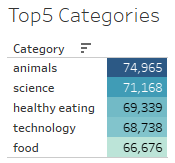 Top5 Categories
Category
animals 74,965
science 71,168
healthy eating 69,339
technology 68,738
food 66,676